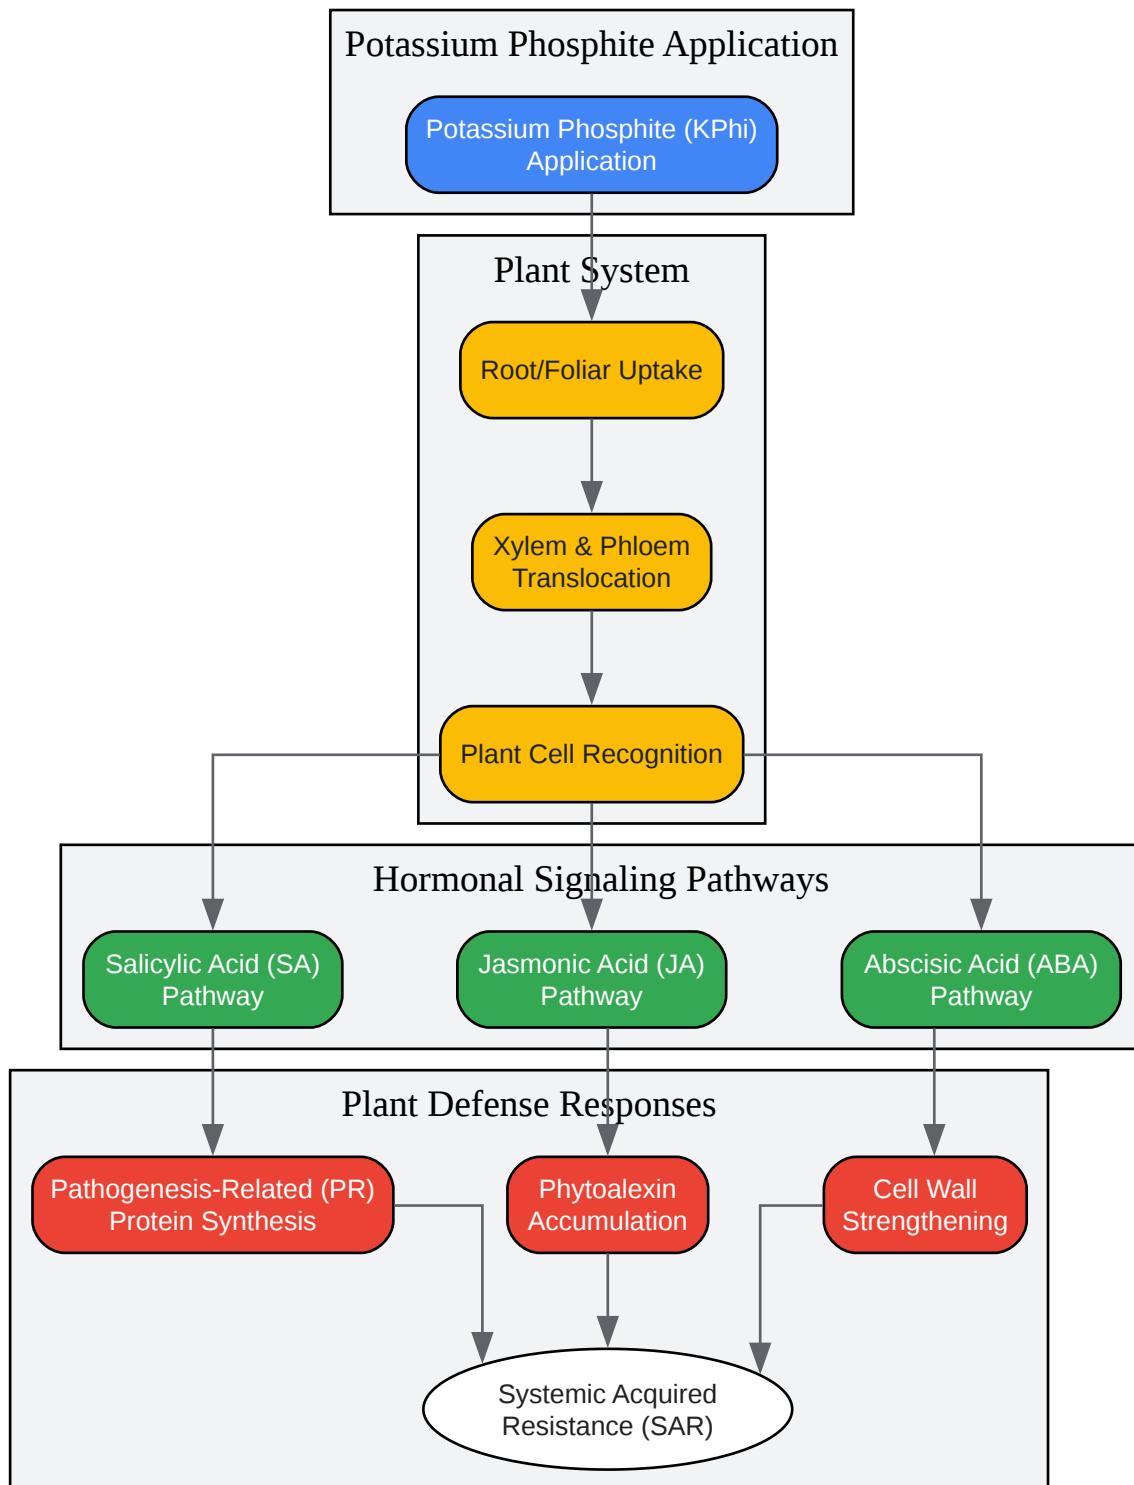 Potassium Phosphite Application
Potassium Phosphite (KPhi)
Application
Plant System
Root/Foliar Uptake
Xylem & Phloem
Translocation
Plant Cell Recognition
Hormonal Signaling Pathways
Salicylic Acid (SA)
Pathway
Jasmonic Acid (JA)
Pathway
Abscisic Acid (ABA)
Pathway
Plant Defense Responses
Pathogenesis-Related (PR)
Protein Synthesis
Phytoalexin
Accumulation
Cell Wall
Strengthening
Systemic Acquired
Resistance (SAR)